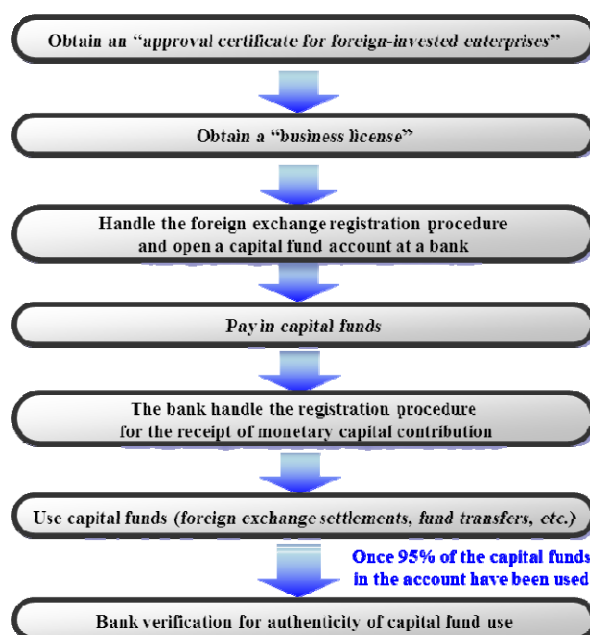 Obtain an “approval certificate for foreign-invested enterprises”
Obtain a “business license”
Handle the foreign exchange registration procedure
and open a capital fund account at a bank
Pay in capital funds
The bank handle the registration procedure
for the receipt of monetary capital contribution
Use capital funds (foreign exchange settlements, fund transfers, etc.)
Once 95% of the capital funds
in the account have been used
Bank verification for authenticity of capital fund use